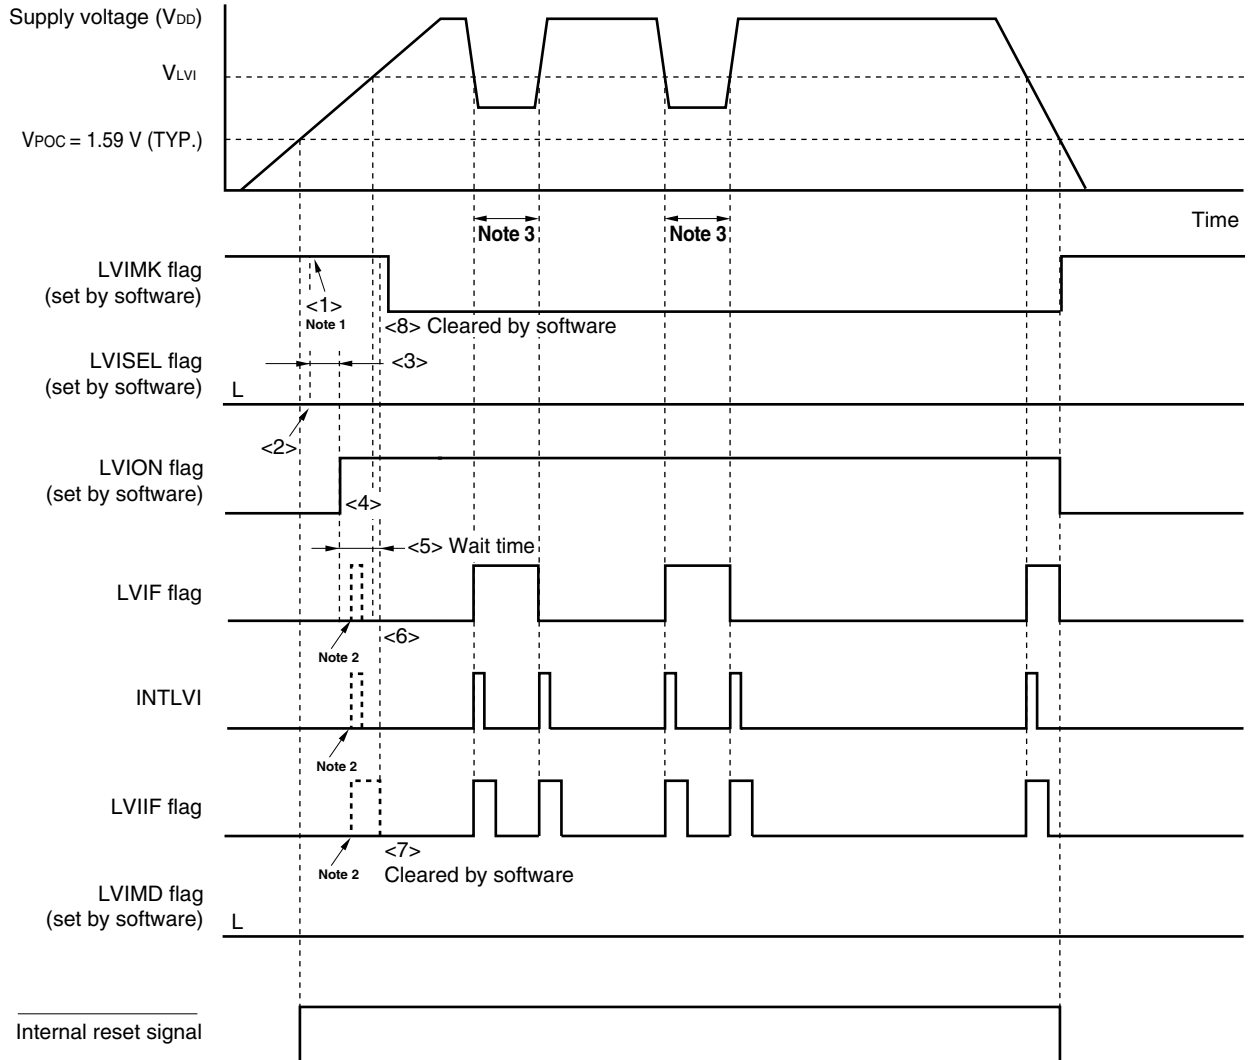 Supply voltage (VDD)
VLVI
VPOC = 1.59 V (TYP.)
Time
Note 3
Note 3
LVIMK flag
(set by software)
<1>
Note 1
<8> Cleared by software
LVISEL flag
(set by software)
L
<3>
<2>
LVION flag
(set by software)
<4>
<5> Wait time
LVIF flag
Note 2
<6>
INTLVI
Note 2
LVIIF flag
Note 2
<7>
Cleared by software
LVIMD flag
(set by software)
L
Internal reset signal